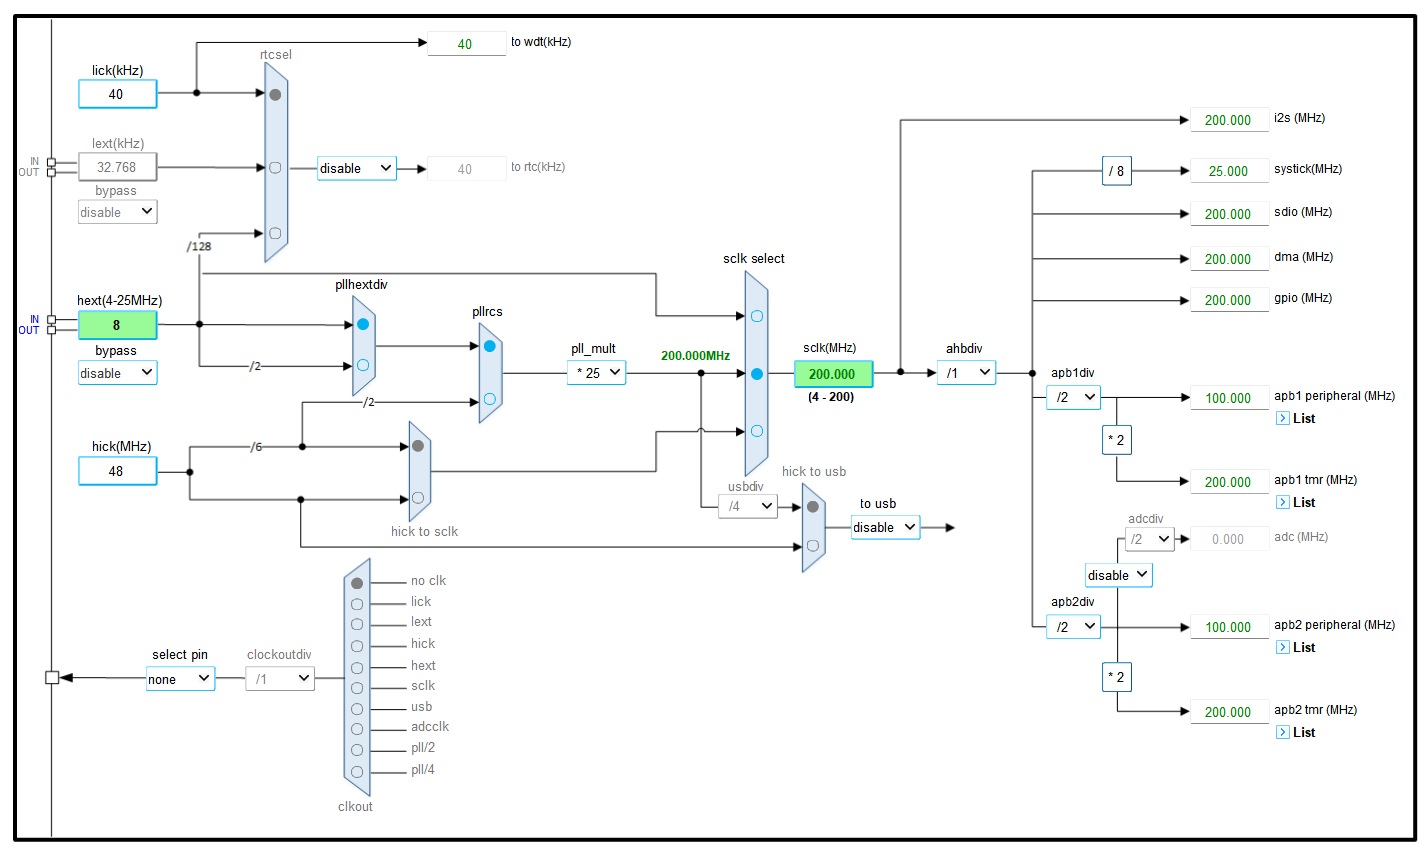 rtcsel
40
to wdt(kHz)
lick(kHz)
40
lext(kHz)
IN
OUT
32.768
disable
40
to rtc(kHz)
bypass
disable
/128
hext(4-25MHz)
IN
OUT
8
bypass
disable
pllhextdiv
/2
pllrcs
/2
pll_mult
* 25
200.000MHz
sclk select
sclk(MHz)
200.000
(4 - 200)
ahbdiv
/1
hick(MHz)
48
/6
hick to sclk
usbdiv
/4
hick to usb
to usb
disable
200.000
i2s (MHz)
/ 8
25.000
systick(MHz)
200.000
sdio (MHz)
200.000
dma (MHz)
200.000
gpio (MHz)
apb1div
/2
100.000
apb1 peripheral (MHz)
> List
* 2
200.000
apb1 tmr (MHz)
> List
adcdiv
/2
0.000
adc (MHz)
disable
apb2div
/2
100.000
apb2 peripheral (MHz)
> List
* 2
200.000
apb2 tmr (MHz)
> List
no clk
lick
lext
hick
hext
sclk
usb
adcclk
pll/2
pll/4
clkout
select pin
none
clockoutdiv
/1